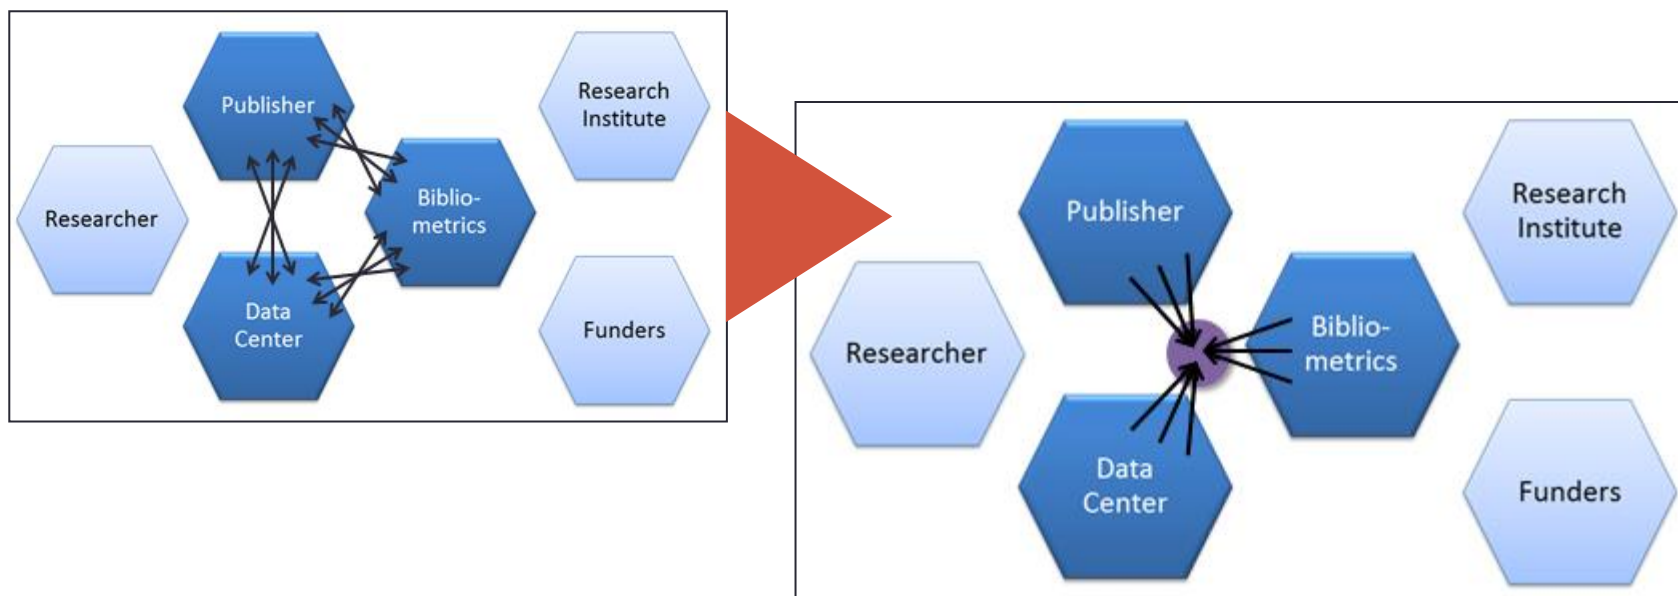 Publisher
Research
Institute
Biblio-
metrics
Researcher
Data
Center
Funders
Publisher
Research
Institute
Biblio-
metrics
Researcher
Data
Center
Funders